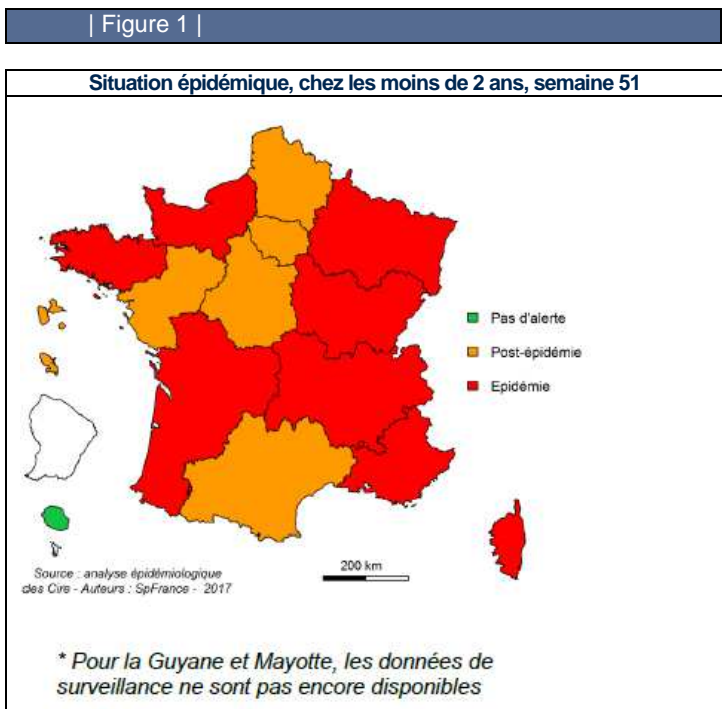 | Figure 1 |
Situation épidémique, chez les moins de 2 ans, semaine 51
Pas d'alerte
Post-épidémie
Epidémie
200 km
Source : analyse épidémiologique
des Cire - Auteurs : SpFrance - 2017
* Pour la Guyane et Mayotte, les données de
surveillance ne sont pas encore disponibles